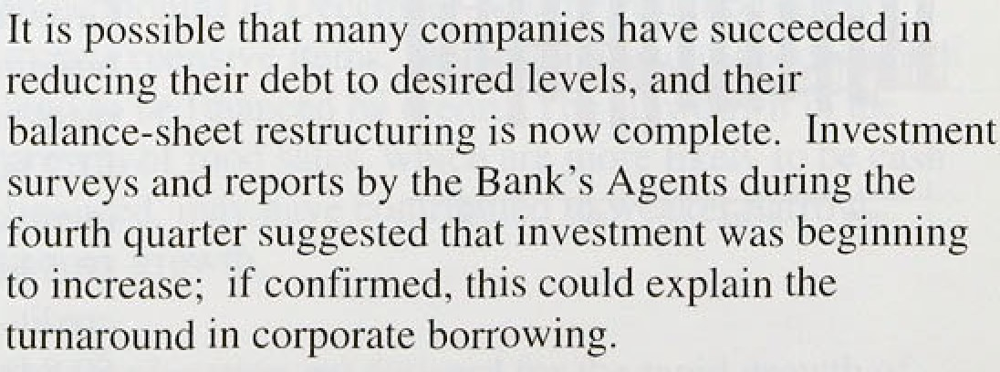 It is possible that many companies have succeeded in
reducing their debt to desired levels, and their
balance-sheet restructuring is now complete.  Investment
surveys and reports by the Bank’s Agents during the
fourth quarter suggested that investment was beginning
to increase;  if confirmed, this could explain the
turnaround in corporate borrowing.